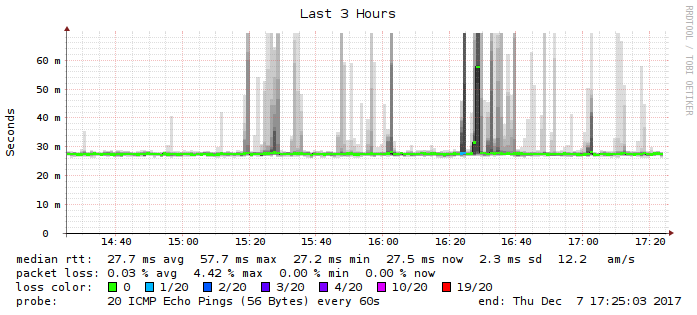 Last 3 Hours
RRDTOOL / TOBI OETIKER
Seconds
60 m
50 m
40 m
30 m
20 m
10 m
0
14:40 15:00 15:20 15:40 16:00 16:20 16:40 17:00 17:20
median rtt: 27.7 ms avg 57.7 ms max 27.2 ms min 27.5 ms now 2.3 ms sd 12.2 am/s
packet loss: 0.03 % avg 4.42 % max 0.00 % min 0.00 % now
loss color: 0 1/20 2/20 3/20 4/20 10/20 19/20
probe: 20 ICMP Echo Pings (56 Bytes) every 60s end: Thu Dec 7 17:25:03 2017